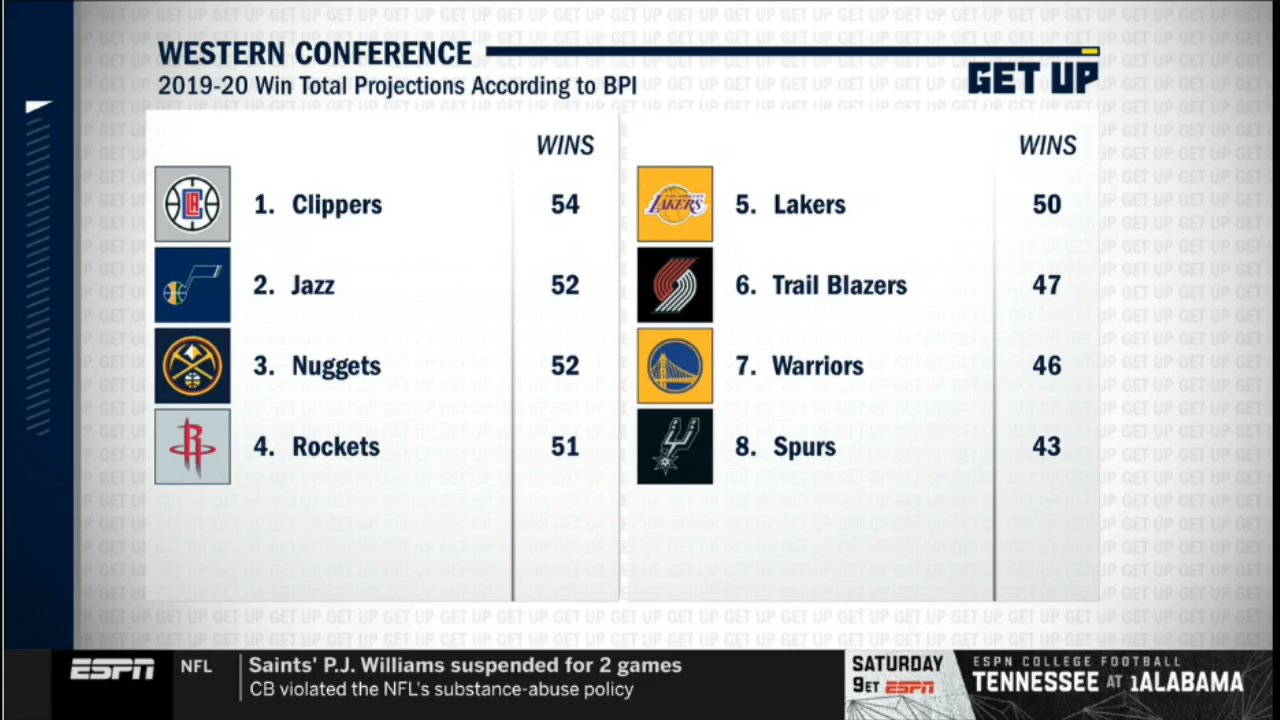 WESTERN CONFERENCE
2019-20 Win Total Projections According to BPI
GET UP
WINS
1. Clippers 54
2. Jazz 52
3. Nuggets 52
4. Rockets 51
WINS
LAKERS
5. Lakers 50
6. Trail Blazers 47
7. Warriors 46
8. Spurs 43
ESPN
NFL
Saints' P.J. Williams suspended for 2 games
CB violated the NFL's substance-abuse policy
SATURDAY
9ET ESPN
ESPN COLLEGE FOOTBALL
TENNESSEE AT 1ALABAMA